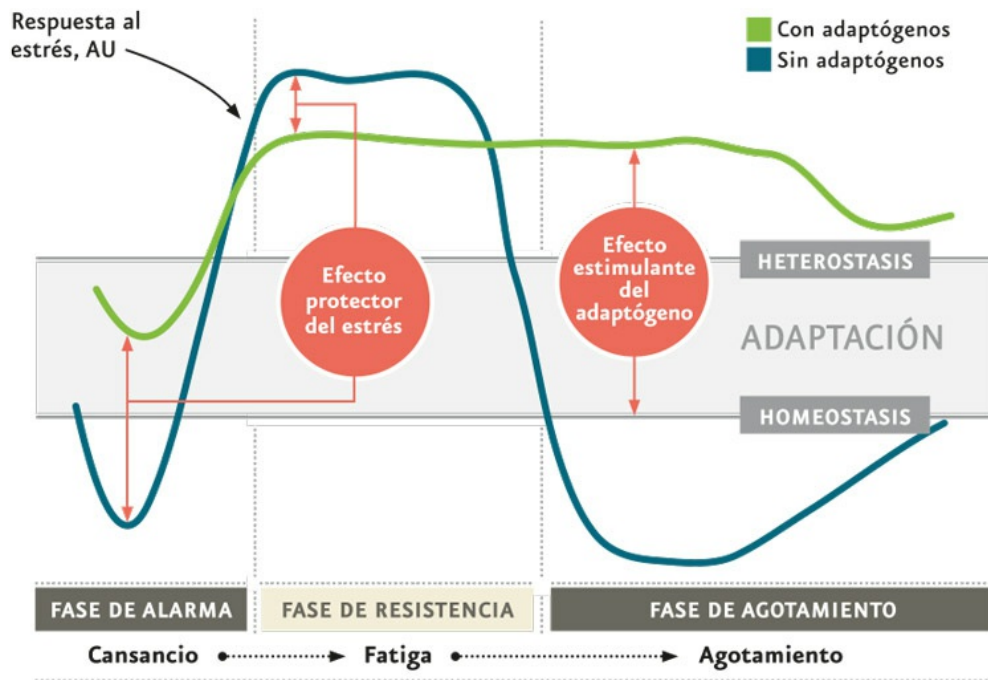 Respuesta al
estrés, AU
Con adaptógenos
Sin adaptógenos
Efecto
protector
del estrés
Efecto
estimulante
del
adaptógeno
HETEROSTASIS
ADAPTACIÓN
HOMEOSTASIS
FASE DE ALARMA
FASE DE RESISTENCIA
FASE DE AGOTAMIENTO
Cansancio
Fatiga
Agotamiento